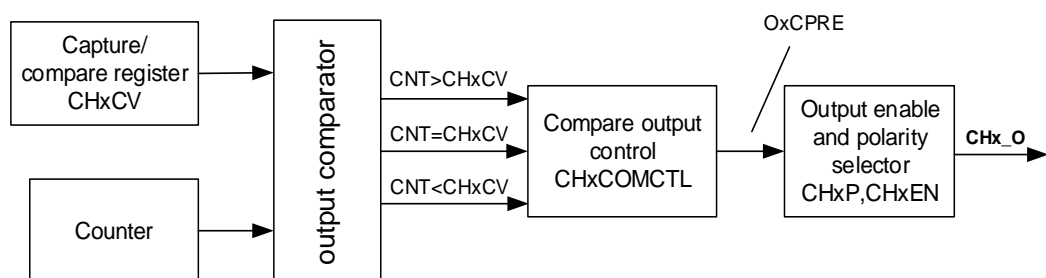 OxCPRE
Capture/
compare register
CHxCV
Counter
output comparator
CNT>CHxCV
CNT=CHxCV
CNT<CHxCV
Compare output
control
CHxCOMCTL
Output enable
and polarity
selector
CHxP,CHxEN
CHx_O